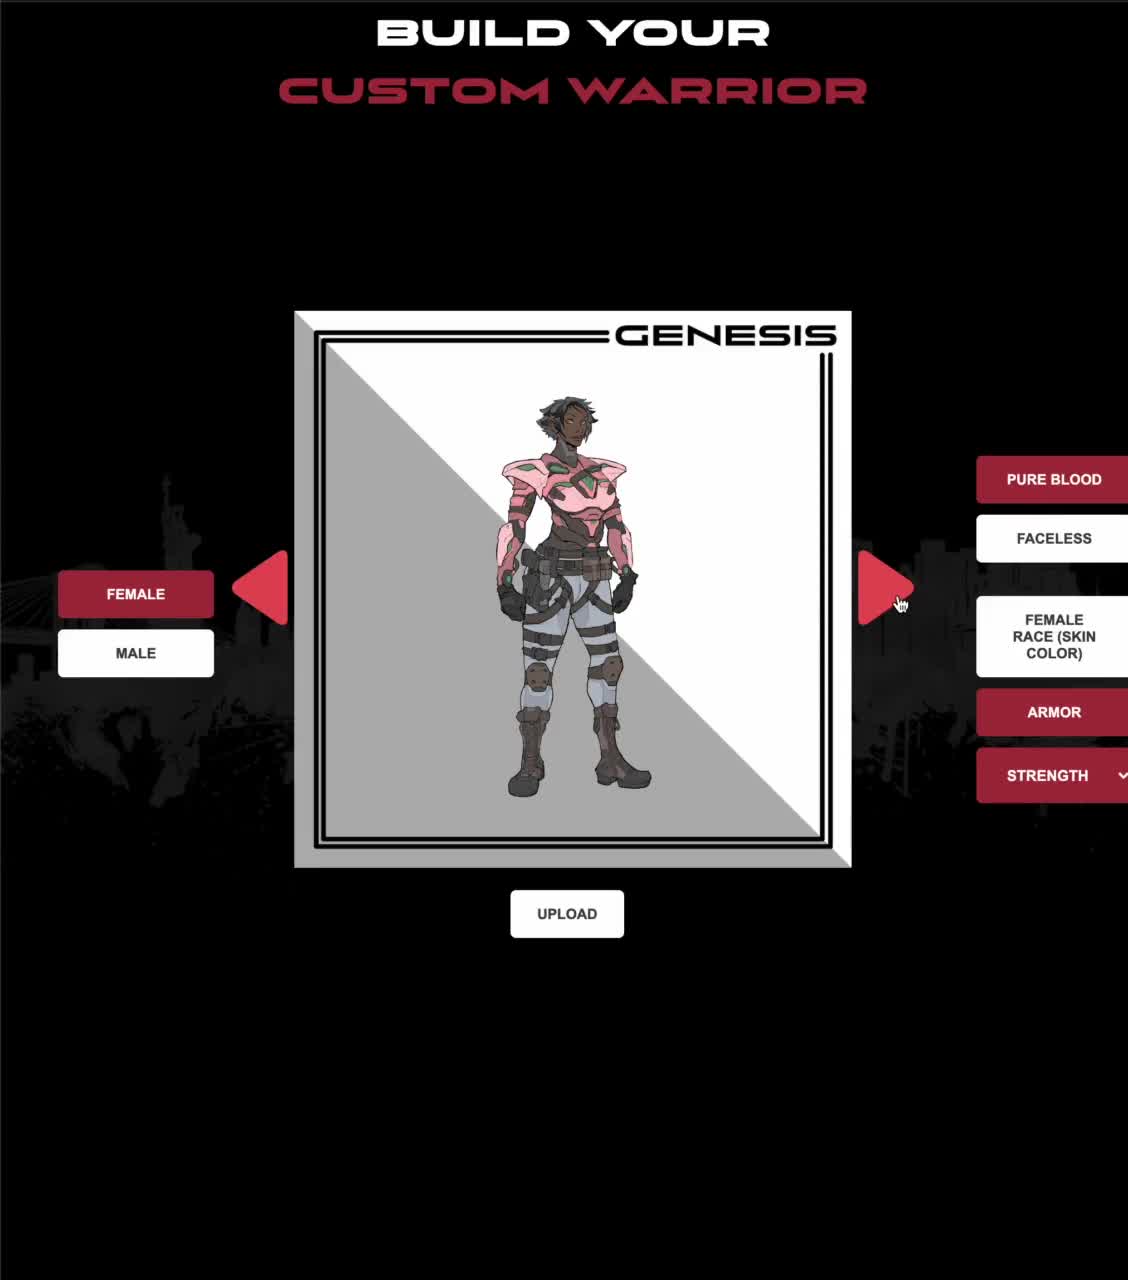 BUILD YOUR
CUSTOM WARRIOR
GENESIS
FEMALE
MALE
PURE BLOOD
FACELESS
FEMALE
RACE (SKIN
COLOR)
ARMOR
STRENGTH
UPLOAD